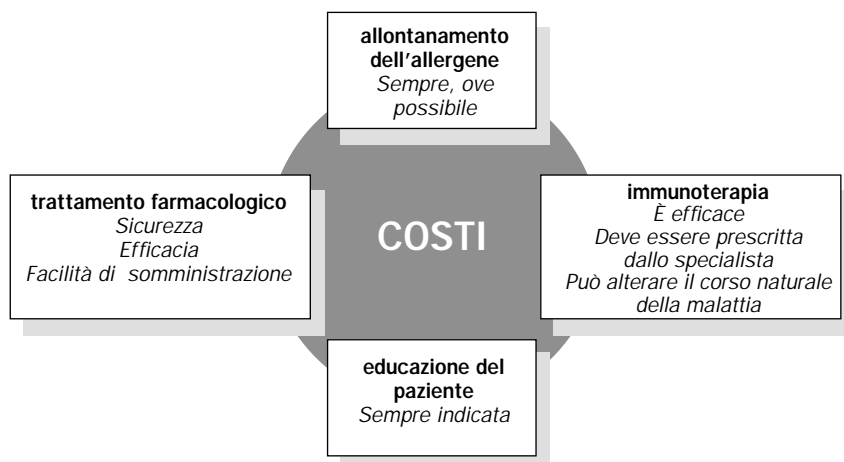 allontanamento
dell'allergene
Sempre, ove
possibile
trattamento farmacologico
Sicurezza
Efficacia
Facilità di somministrazione
COSTI
immunoterapia
È efficace
Deve essere prescritta
dallo specialista
Può alterare il corso naturale
della malattia
educazione del
paziente
Sempre indicata